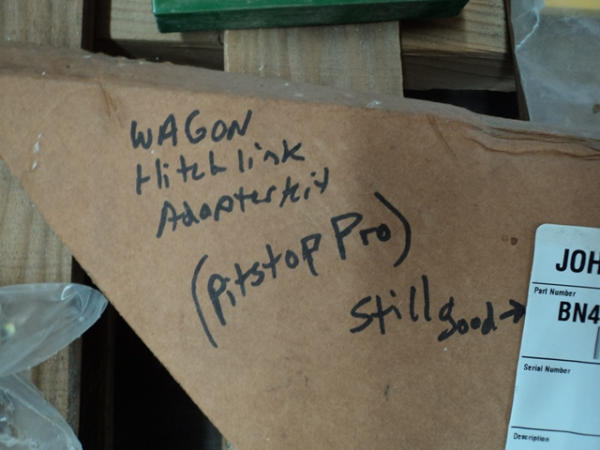 WAGON
Hitch link
Adapter kit
(pitstop Pro)
Still good →
JOH
Part Number
BN4
Serial Number
Description